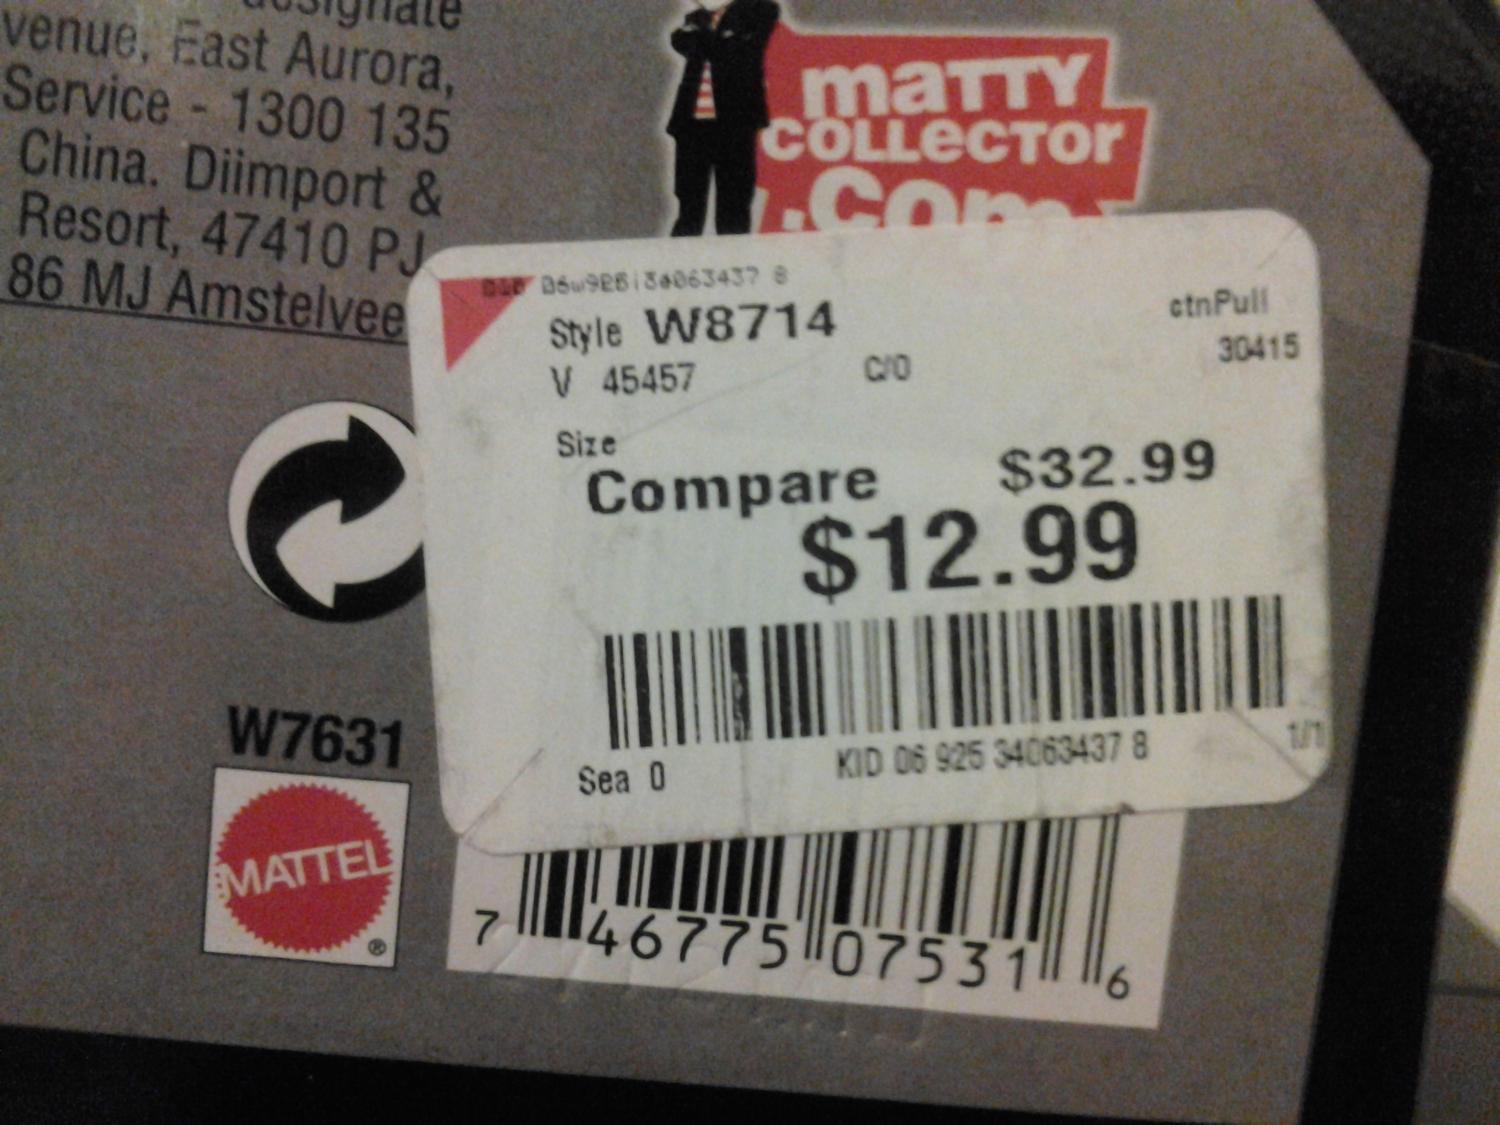 designate
venue, East Aurora,
Service - 1300 135
China. Diimport &
Resort, 47410 PJ
86 MJ Amstelvee
maTTY
COLLeCTOR
.com
Style W8714
V 45457 C/O
ctnPull
30415
Size
Compare $32.99
$12.99
KID 06 925 34063437 8
Sea 0
1/1
W7631
MATTEL
®
7 46775 07531 6